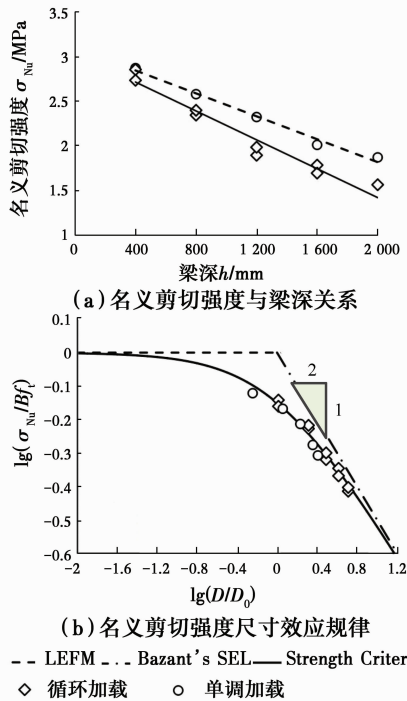 名义剪切强度 σNu/MPa
3.5
3
2.5
2
1.5
1
400 800 1 200 1 600 2 000
梁深h/mm
(a)名义剪切强度与梁深关系
lg(σNu/Bft)
0.1
0
-0.1
-0.2
-0.3
-0.4
-0.5
-0.6
2
1
-2 -1.6 -1.2 -0.8 -0.4 0 0.4 0.8 1.2
lg(D/D0)
(b)名义剪切强度尺寸效应规律
LEFM Bazant's SEL Strength Criter
循环加载 单调加载